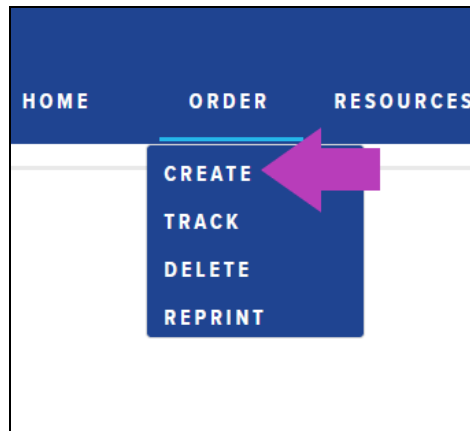 HOME ORDER RESOURCES
CREATE
TRACK
DELETE
REPRINT